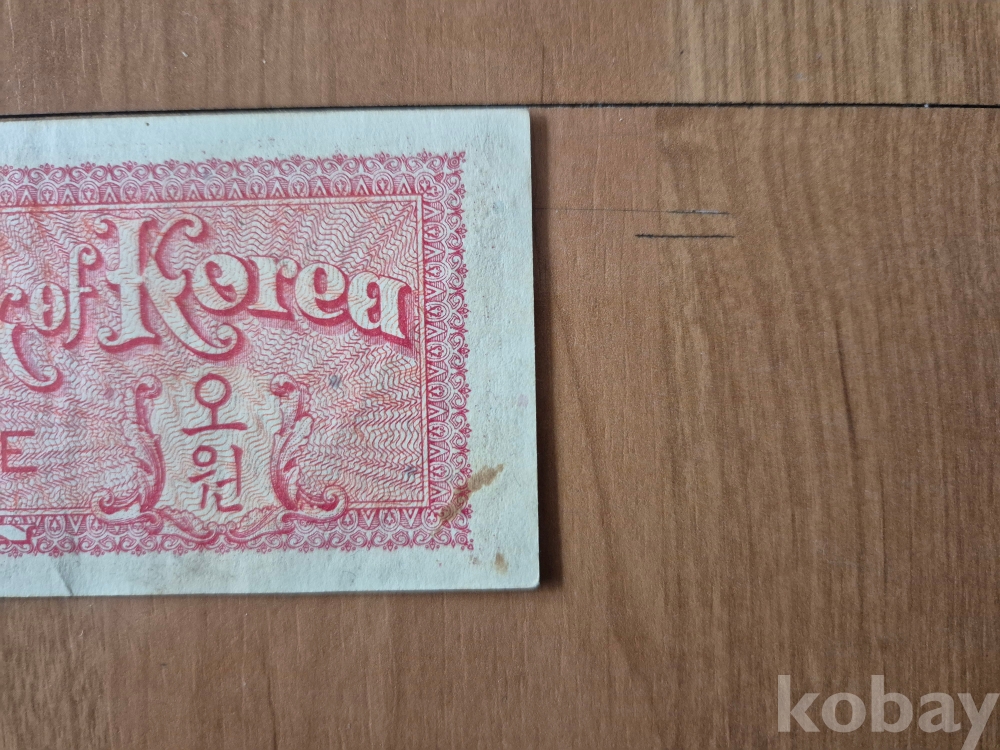 of Korea
오
원
E
kobay